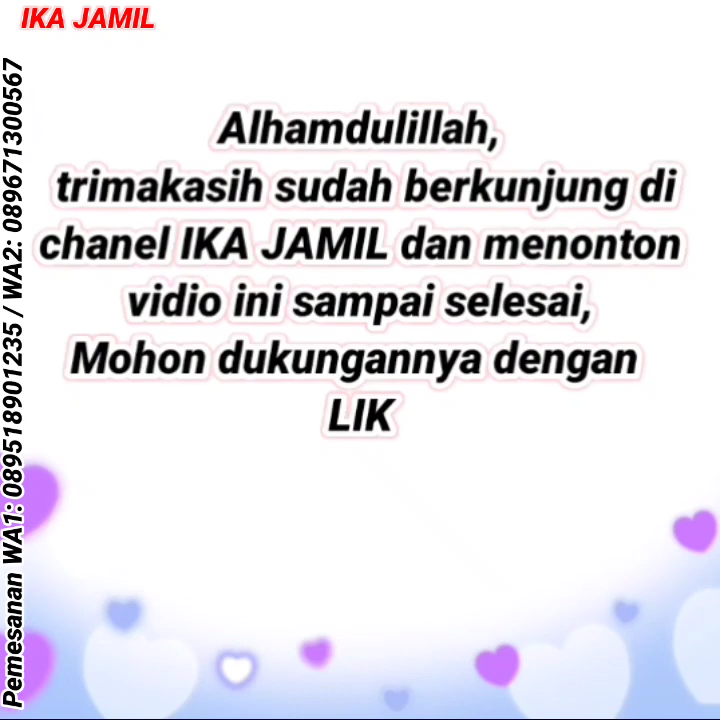 IKA JAMIL
Alhamdulillah,
trimakasih sudah berkunjung di
chanel IKA JAMIL dan menonton
vidio ini sampai selesai,
Mohon dukungannya dengan
LIK
Pemesanan WA1: 089518901235 / WA2: 089671300567